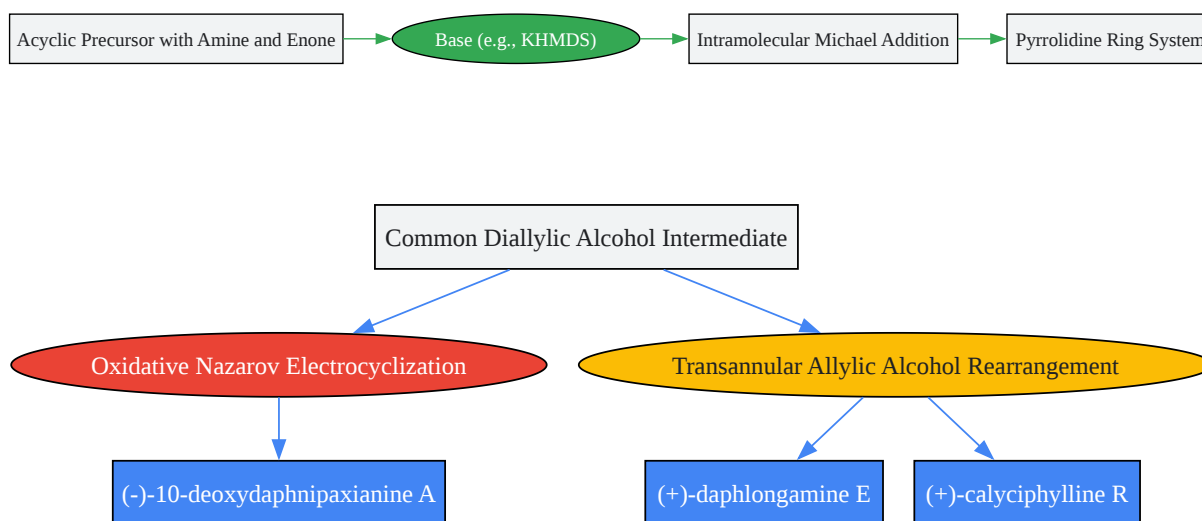 Acyclic Precursor with Amine and Enone
Base (e.g., KHMDS)
Intramolecular Michael Addition
Pyrrolidine Ring System
Common Diallylic Alcohol Intermediate
Oxidative Nazarov Electrocyclization
Transannular Allylic Alcohol Rearrangement
(-)-10-deoxydaphnipaxianine A
(+)-daphlongamine E
(+)-calyciphylline R